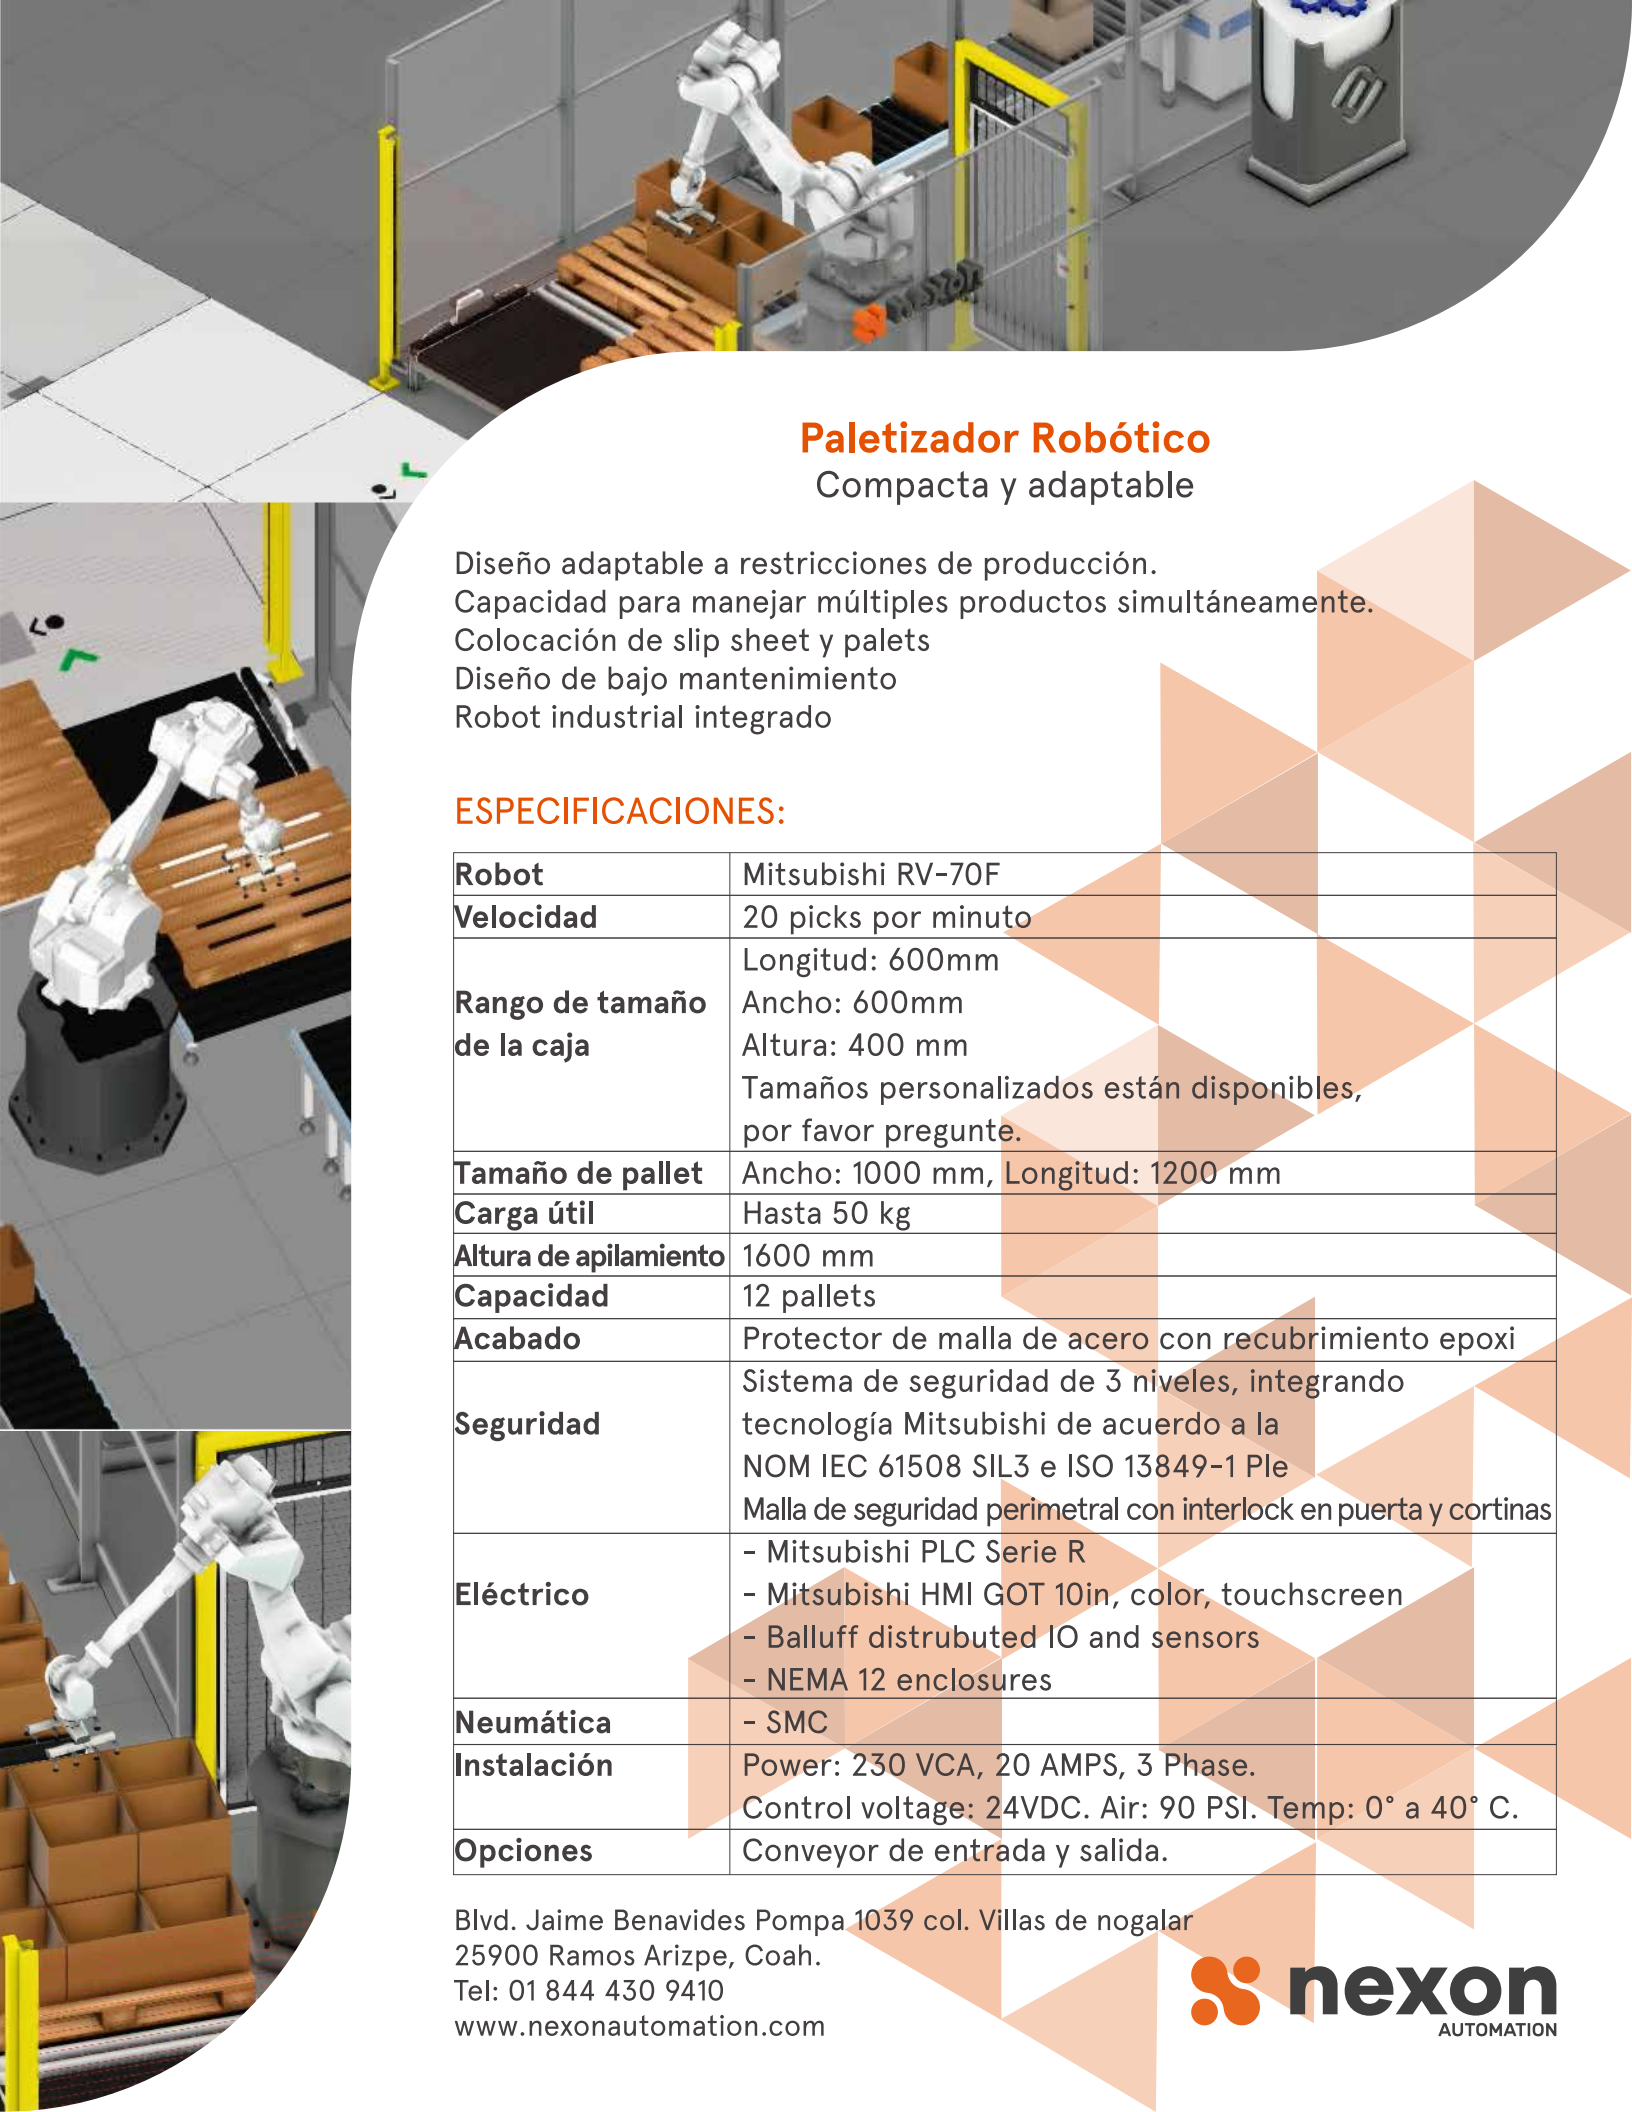 nexon
Paletizador Robótico
Compacta y adaptable
Diseño adaptable a restricciones de producción.
Capacidad para manejar múltiples productos simultáneamente.
Colocación de slip sheet y palets
Diseño de bajo mantenimiento
Robot industrial integrado
ESPECIFICACIONES:
Robot Mitsubishi RV-70F
Velocidad 20 picks por minuto
Rango de tamaño de la caja
Longitud: 600mm
Ancho: 600mm
Altura: 400 mm
Tamaños personalizados están disponibles,
por favor pregunte.
Tamaño de pallet Ancho: 1000 mm, Longitud: 1200 mm
Carga útil Hasta 50 kg
Altura de apilamiento 1600 mm
Capacidad 12 pallets
Acabado Protector de malla de acero con recubrimiento epoxi
Seguridad
Sistema de seguridad de 3 niveles, integrando
tecnología Mitsubishi de acuerdo a la
NOM IEC 61508 SIL3 e ISO 13849-1 Ple
Malla de seguridad perimetral con interlock en puerta y cortinas
Eléctrico
- Mitsubishi PLC Serie R
- Mitsubishi HMI GOT 10in, color, touchscreen
- Balluff distrubuted IO and sensors
- NEMA 12 enclosures
Neumática - SMC
Instalación Power: 230 VCA, 20 AMPS, 3 Phase.
Control voltage: 24VDC. Air: 90 PSI. Temp: 0° a 40° C.
Opciones Conveyor de entrada y salida.
Blvd. Jaime Benavides Pompa 1039 col. Villas de nogalar
25900 Ramos Arizpe, Coah.
Tel: 01 844 430 9410
www.nexonautomation.com
nexon
AUTOMATION